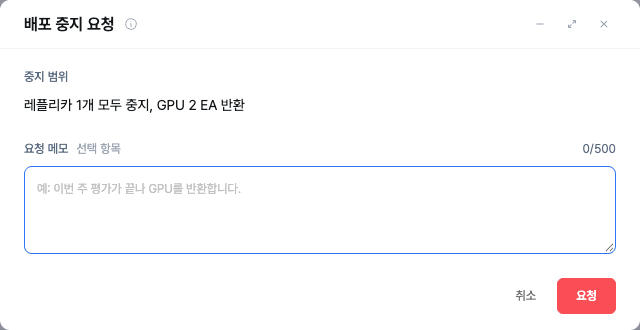 배포 중지 요청
중지 범위
레플리카 1개 모두 중지, GPU 2 EA 반환
요청 메모 선택 항목 0/500
예: 이번 주 평가가 끝나 GPU를 반환합니다.
취소 요청